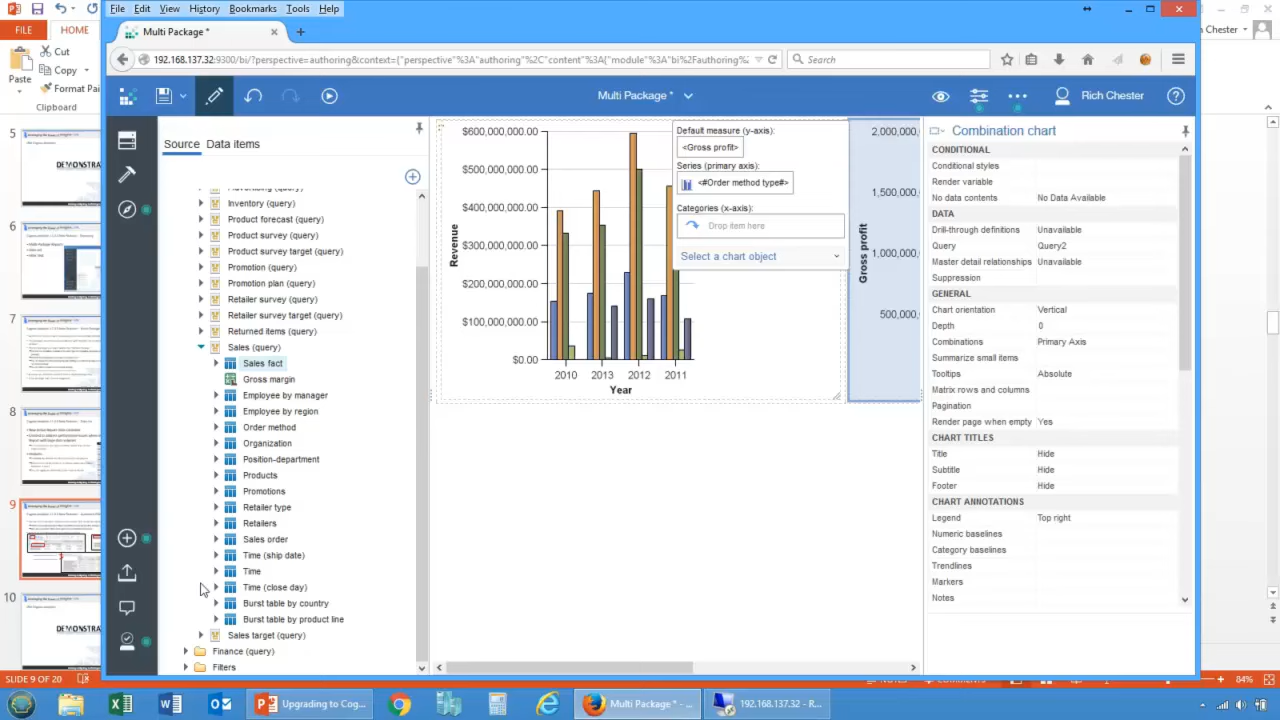 File Edit View History Bookmarks Tools Help
FILE HOME
Cut
Copy
Format Pai
Paste
Clipboard
Chester
Multi Package *
192.168.137.32:9300/bi/?perspective=authoring&context={"perspective"%3A"authoring"%2C"content"%3A{"module"%3A"bi%2Fauthoring%2
Search
Multi Package *
Rich Chester
Source Data items
Inventory (query)
Product forecast (query)
Product survey (query)
Product survey target (query)
Promotion (query)
Promotion plan (query)
Retailer survey (query)
Retailer survey target (query)
Returned items (query)
Sales (query)
Sales fact
Gross margin
Employee by manager
Employee by region
Order method
Organization
Position-department
Products
Promotions
Retailer type
Retailers
Sales order
Time (ship date)
Time
Time (close day)
Burst table by country
Burst table by product line
Sales target (query)
Finance (query)
Filters
$600,000,000.00
$500,000,000.00
$400,000,000.00
$300,000,000.00
$200,000,000.00
$100,000,000.00
$0.00
Revenue
2010 2013 2012 2011
Year
Default measure (y-axis):
<Gross profit>
Series (primary axis):
<#Order method type#>
Categories (x-axis):
Drop item here
Select a chart object
2,000,000,
1,500,000,
1,000,000,
500,000,
Gross profit
Combination chart
CONDITIONAL
Conditional styles
Render variable
No data contents No Data Available
DATA
Drill-through definitions Unavailable
Query Query2
Master detail relationships Unavailable
Suppression
GENERAL
Chart orientation Vertical
Depth 0
Combinations Primary Axis
Summarize small items
Tooltips Absolute
Matrix rows and columns
Pagination
Render page when empty Yes
CHART TITLES
Title Hide
Subtitle Hide
Footer Hide
CHART ANNOTATIONS
Legend Top right
Numeric baselines
Category baselines
Trendlines
Markers
Notes
5
DEMONSTRA
6
7
8
9
10
DEMONSTRA
SLIDE 9 OF 20
84%
Upgrading to Cog...
Multi Package * - ...
192.168.137.32 - R...